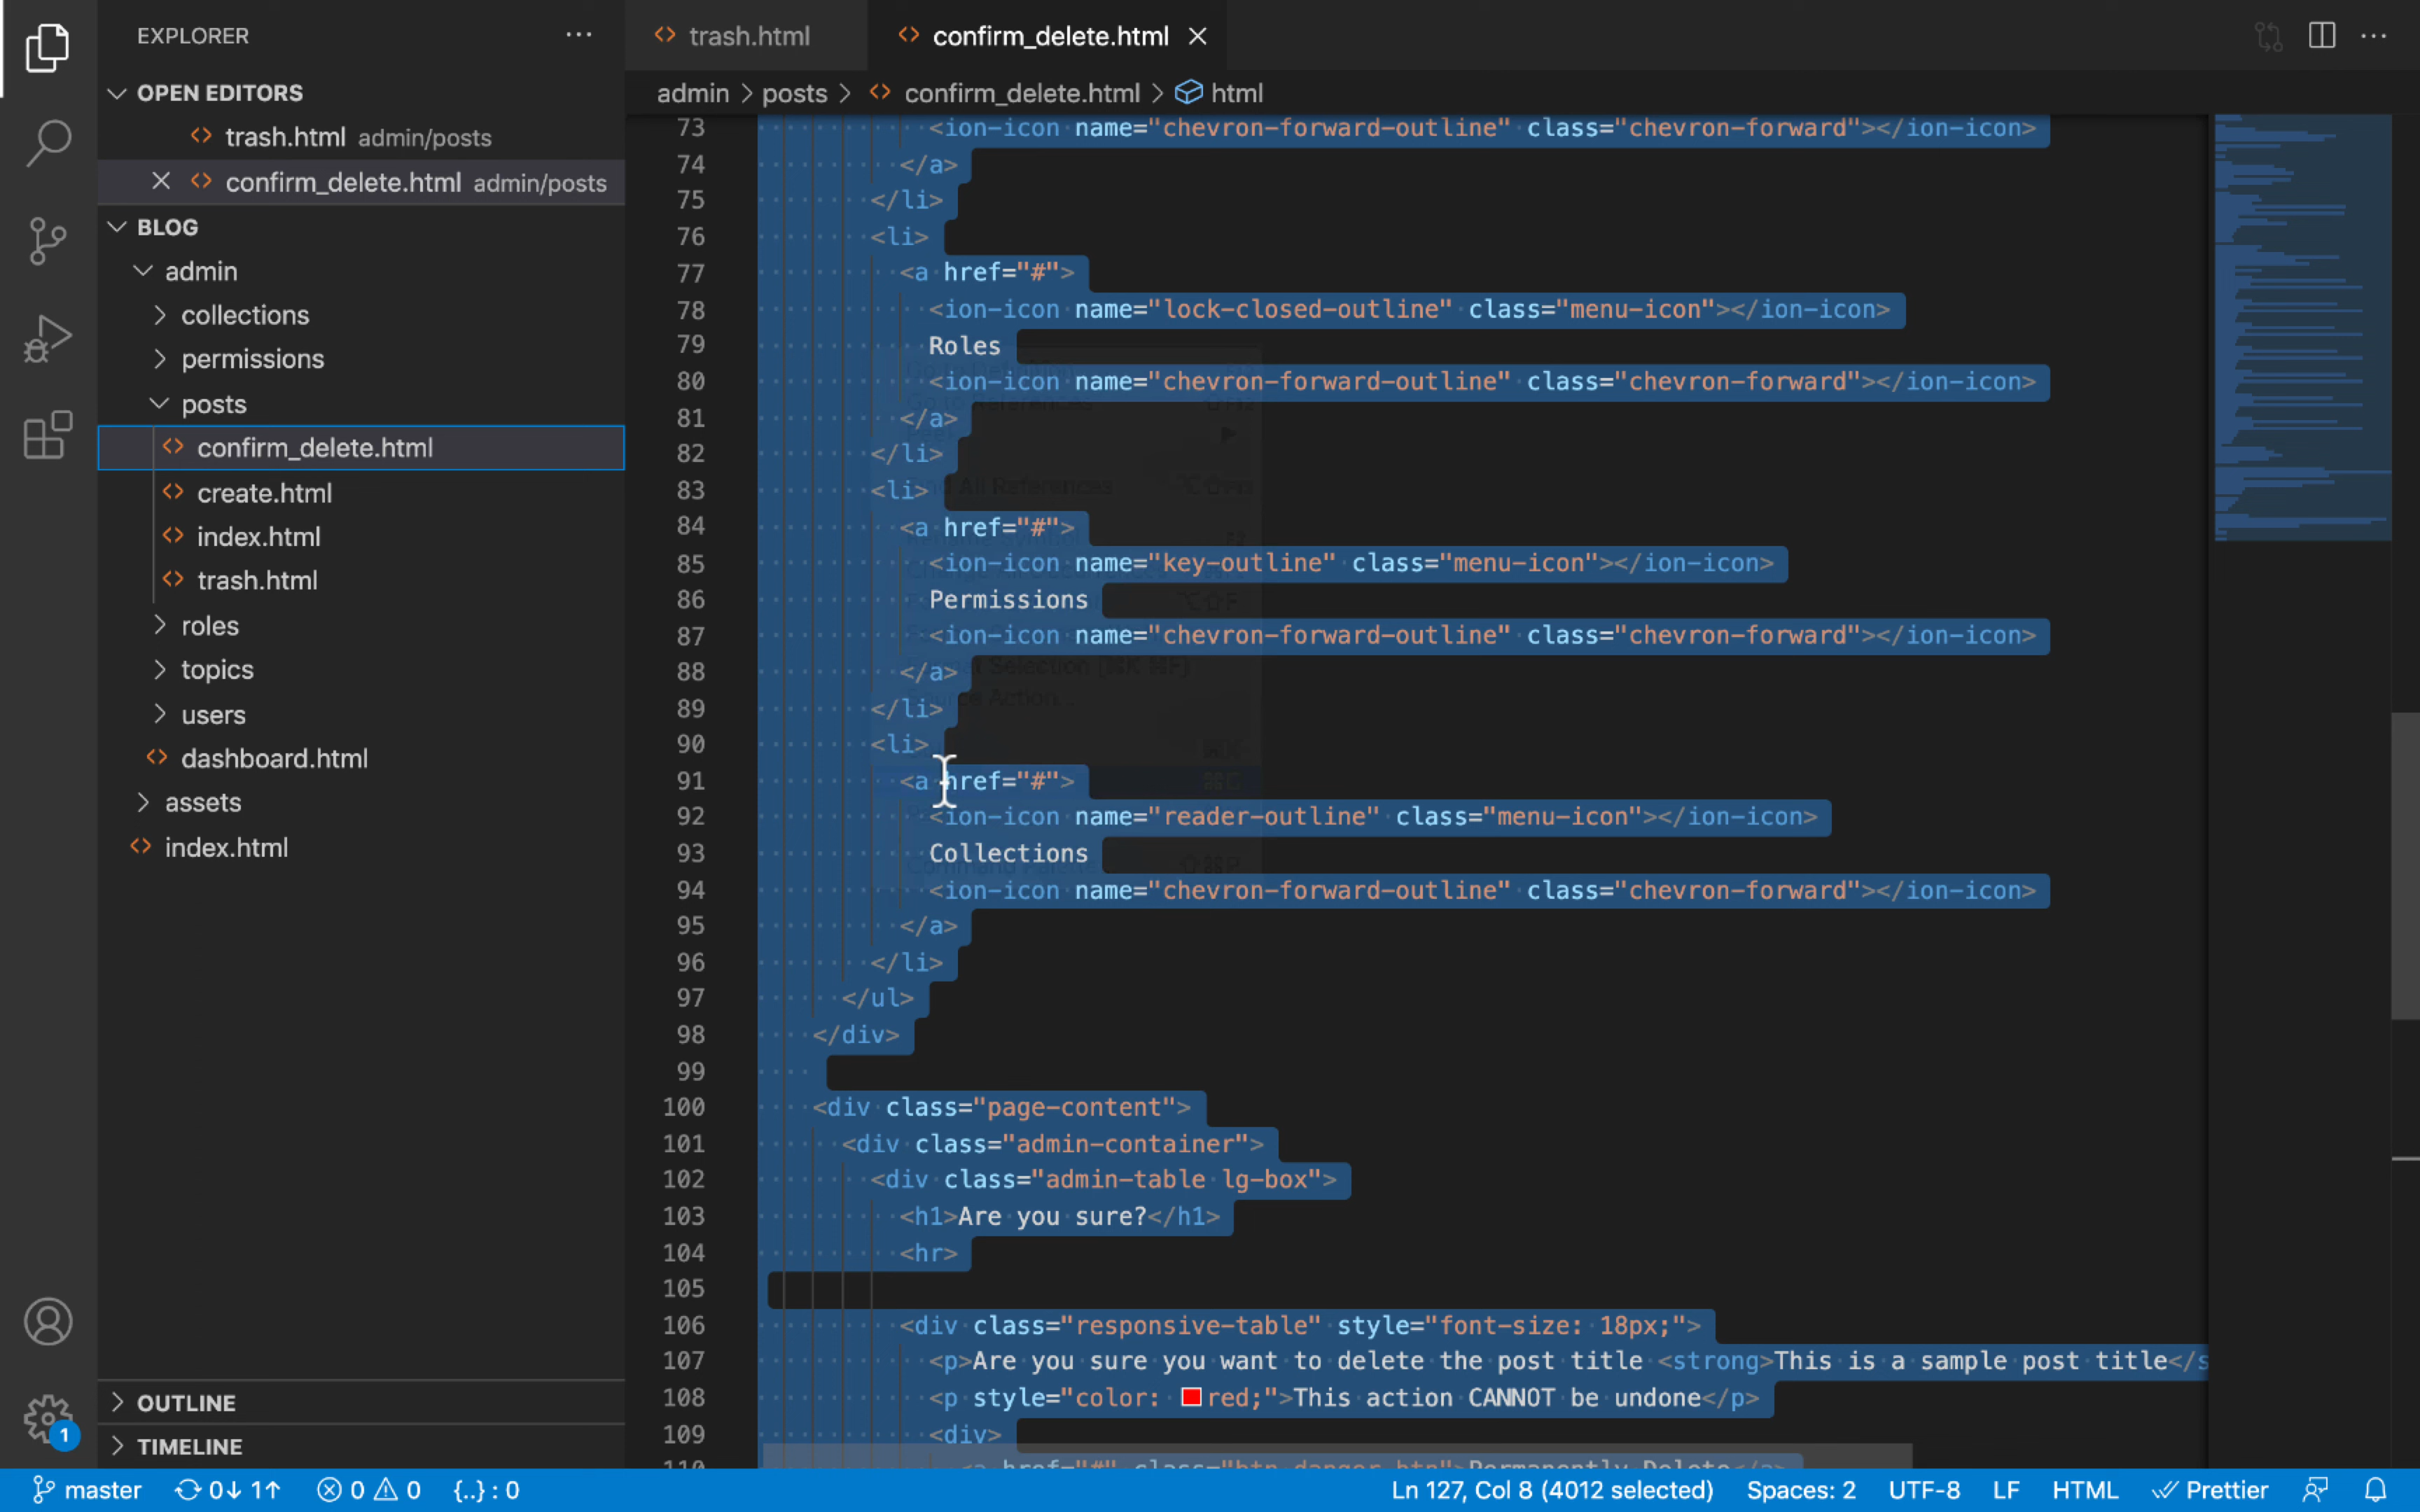 EXPLORER
OPEN EDITORS
trash.html admin/posts
confirm_delete.html admin/posts
BLOG
admin
collections
permissions
posts
confirm_delete.html
create.html
index.html
trash.html
roles
topics
users
dashboard.html
assets
index.html
OUTLINE
TIMELINE
trash.html
confirm_delete.html
admin > posts > confirm_delete.html > html
73 <ion-icon name="chevron-forward-outline" class="chevron-forward"></ion-icon>
74 </a>
75 </li>
76 <li>
77 <a href="#">
78 <ion-icon name="lock-closed-outline" class="menu-icon"></ion-icon>
79 Roles
80 <ion-icon name="chevron-forward-outline" class="chevron-forward"></ion-icon>
81 </a>
82 </li>
83 <li>
84 <a href="#">
85 <ion-icon name="key-outline" class="menu-icon"></ion-icon>
86 Permissions
87 <ion-icon name="chevron-forward-outline" class="chevron-forward"></ion-icon>
88 </a>
89 </li>
90 <li>
91 <a href="#">
92 <ion-icon name="reader-outline" class="menu-icon"></ion-icon>
93 Collections
94 <ion-icon name="chevron-forward-outline" class="chevron-forward"></ion-icon>
95 </a>
96 </li>
97 </ul>
98 </div>
99
100 <div class="page-content">
101 <div class="admin-container">
102 <div class="admin-table lg-box">
103 <h1>Are you sure?</h1>
104 <hr>
105
106 <div class="responsive-table" style="font-size: 18px;">
107 <p>Are you sure you want to delete the post title <strong>This is a sample post title</s
108 <p style="color: red;">This action CANNOT be undone</p>
109 <div>
110 <a href="#" class="btn danger-btn">Permanently Delete</a>
master 0↓ 1↑ 0 0 {..} : 0
Ln 127, Col 8 (4012 selected) Spaces: 2 UTF-8 LF HTML Prettier
1